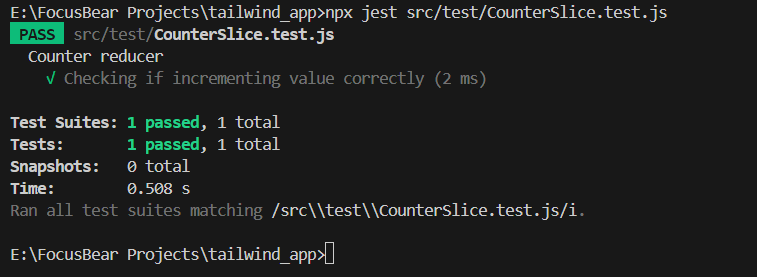 E:\FocusBear Projects\tailwind_app>npx jest src/test/CounterSlice.test.js
PASS src/test/CounterSlice.test.js
Counter reducer
√ Checking if incrementing value correctly (2 ms)
Test Suites: 1 passed, 1 total
Tests: 1 passed, 1 total
Snapshots: 0 total
Time: 0.508 s
Ran all test suites matching /src\\test\\CounterSlice.test.js/i.
E:\FocusBear Projects\tailwind_app>